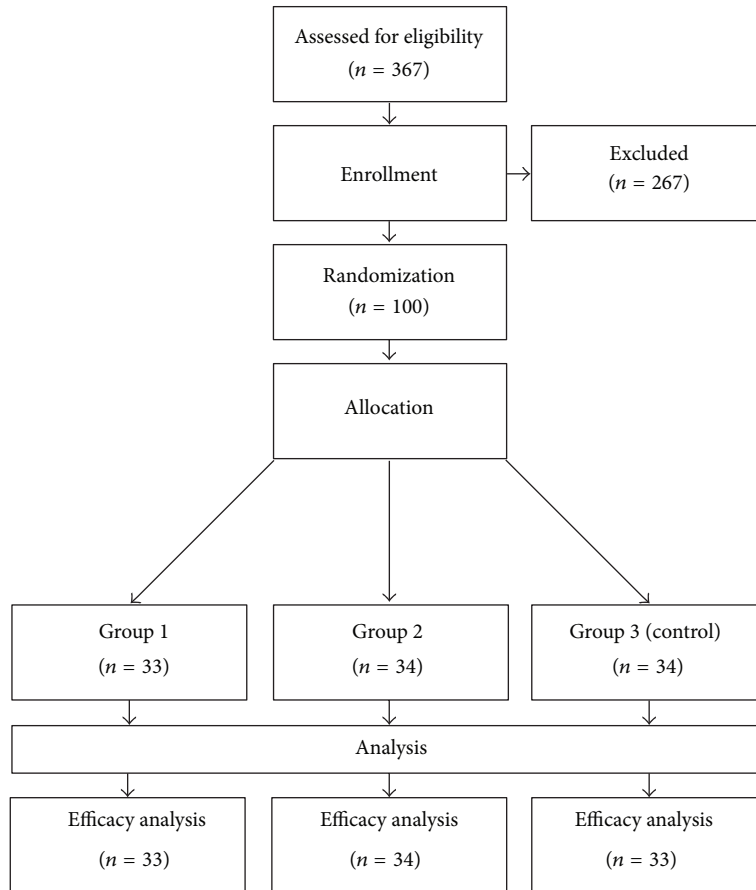 Assessed for eligibility
(n = 367)
Enrollment
Excluded
(n = 267)
Randomization
(n = 100)
Allocation
Group 1
(n = 33)
Group 2
(n = 34)
Group 3 (control)
(n = 34)
Analysis
Efficacy analysis
(n = 33)
Efficacy analysis
(n = 34)
Efficacy analysis
(n = 33)